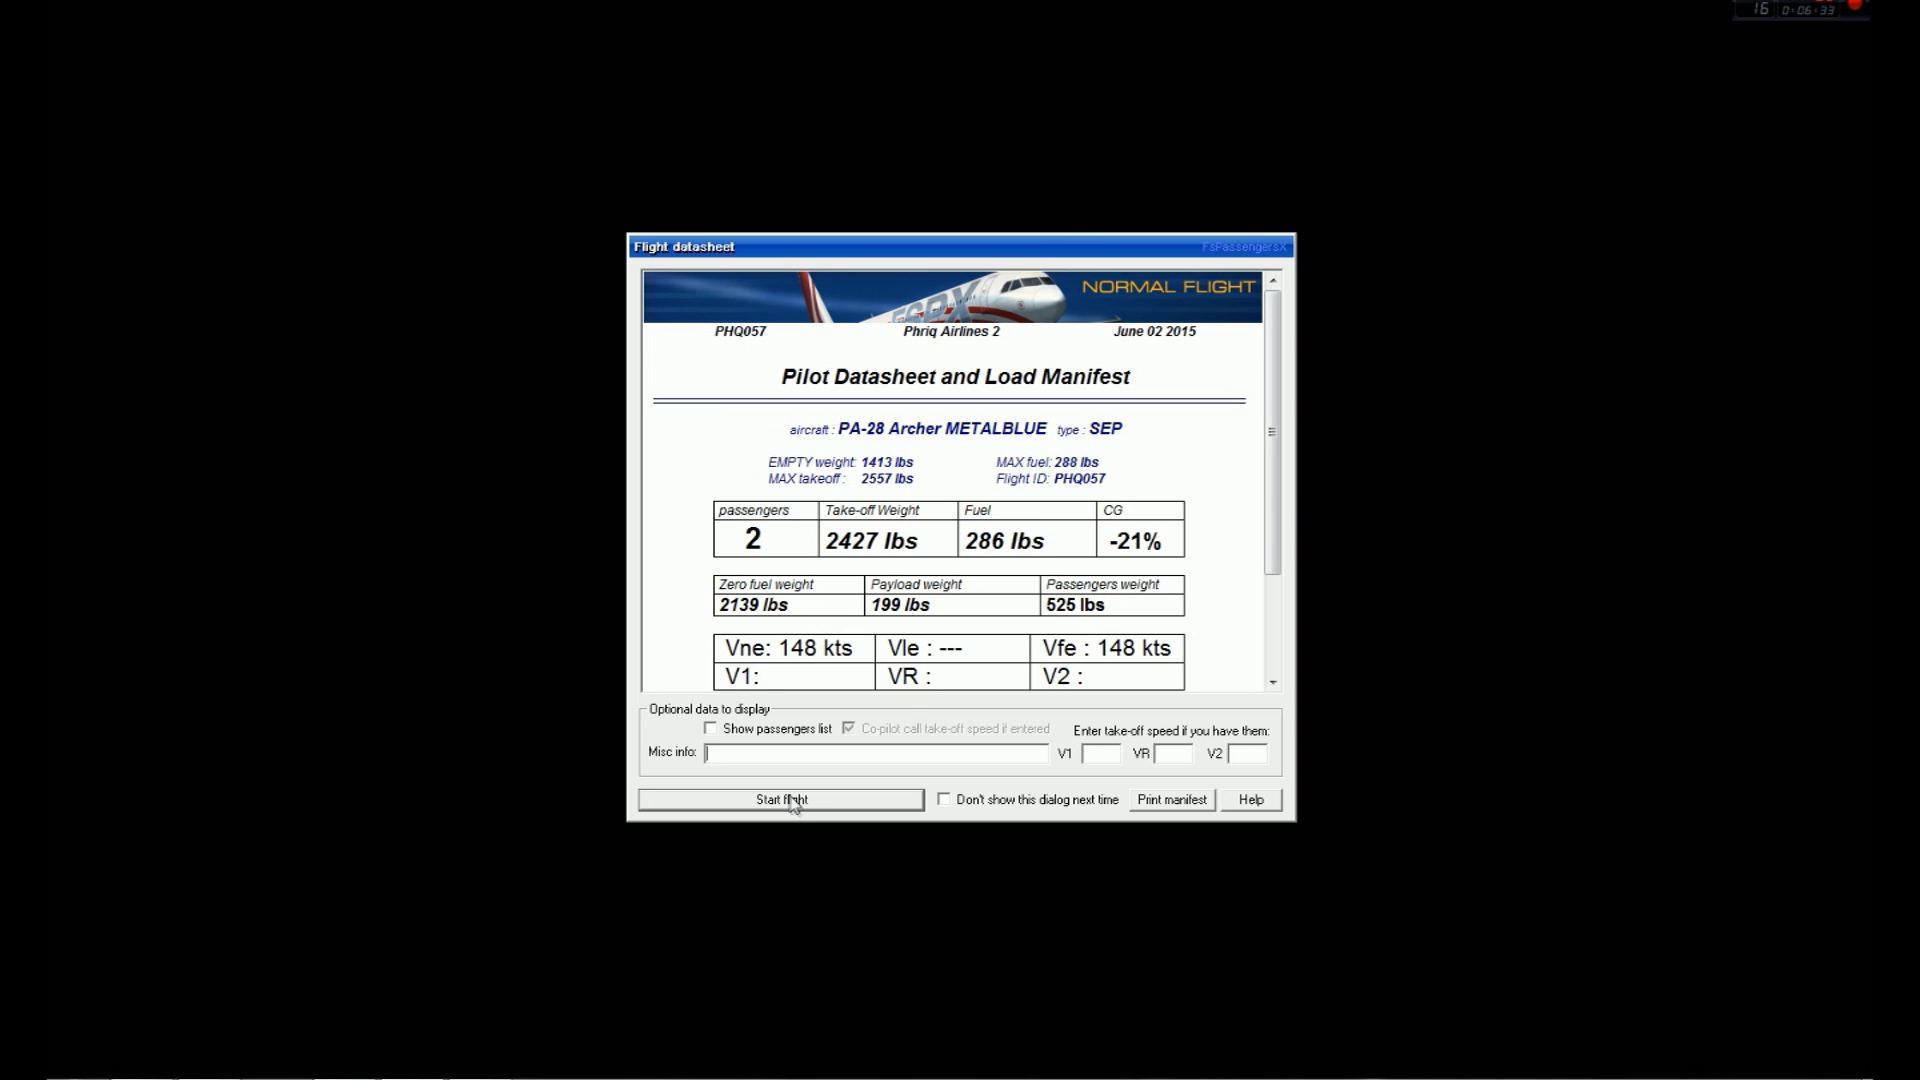 16 0:06:33
Flight datasheet FsPassengersX
NORMAL FLIGHT
FSPX
PHQ057 Phriq Airlines 2 June 02 2015
Pilot Datasheet and Load Manifest
aircraft : PA-28 Archer METALBLUE type : SEP
EMPTY weight: 1413 lbs MAX fuel: 288 lbs
MAX takeoff : 2557 lbs Flight ID: PHQ057
passengers Take-off Weight Fuel CG
2 2427 lbs 286 lbs -21%
Zero fuel weight Payload weight Passengers weight
2139 lbs 199 lbs 525 lbs
Vne: 148 kts Vle : --- Vfe : 148 kts
V1: VR : V2 :
Optional data to display
Show passengers list Co-pilot call take-off speed if entered Enter take-off speed if you have them:
Misc info: V1 VR V2
Start flight Don't show this dialog next time Print manifest Help